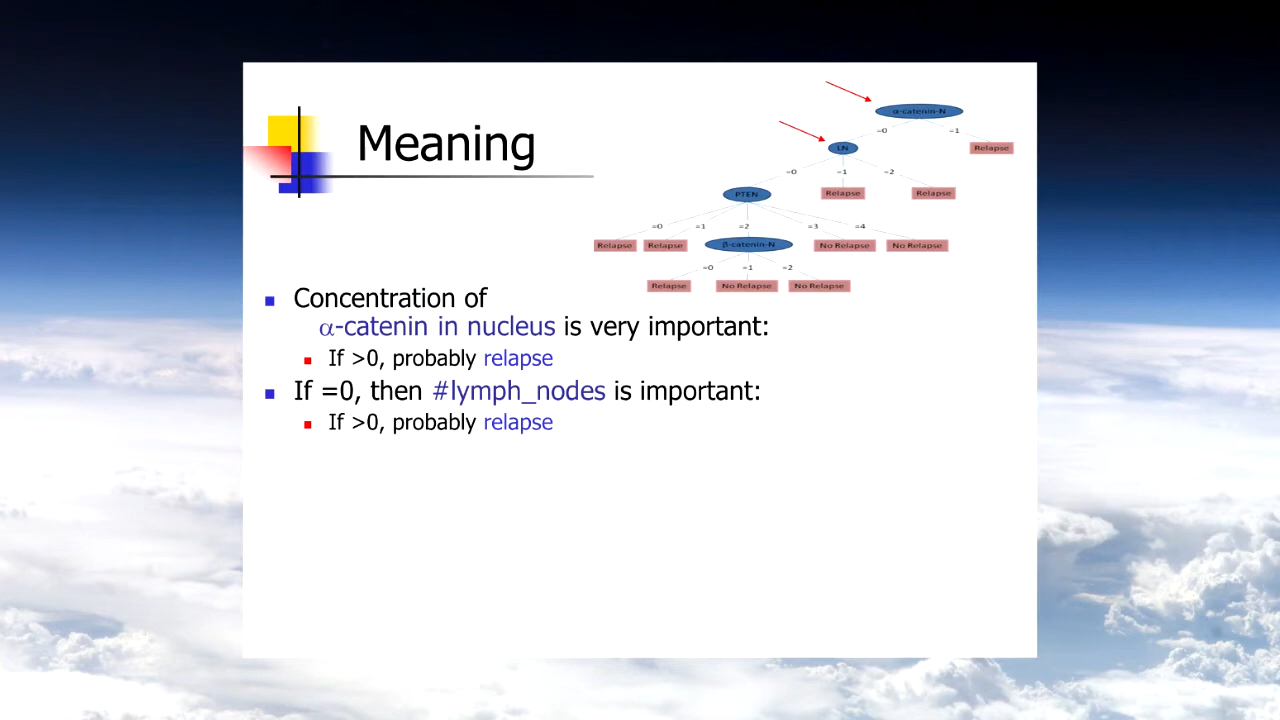 Meaning
α-catenin-N
=0 =1
LN Relapse
=0 =1 =2
PTEN Relapse Relapse
=0 =1 =2 =3 =4
Relapse Relapse β-catenin-N No Relapse No Relapse
=0 =1 =2
Relapse No Relapse No Relapse
Concentration of
α-catenin in nucleus is very important:
If >0, probably relapse
If =0, then #lymph_nodes is important:
If >0, probably relapse